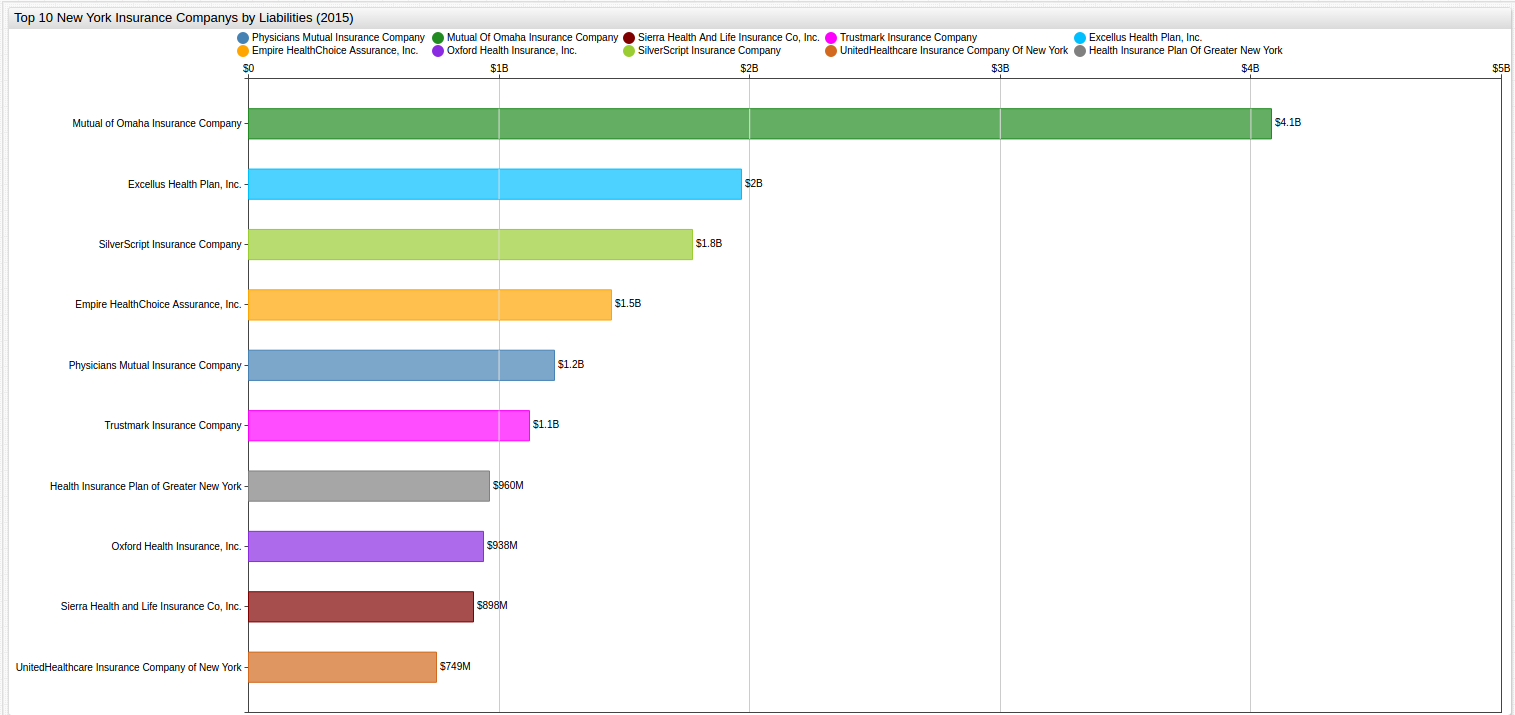 Top 10 New York Insurance Companys by Liabilities (2015)
Physicians Mutual Insurance Company Mutual Of Omaha Insurance Company Sierra Health And Life Insurance Co, Inc. Trustmark Insurance Company Excellus Health Plan, Inc.
Empire HealthChoice Assurance, Inc. Oxford Health Insurance, Inc. SilverScript Insurance Company UnitedHealthcare Insurance Company Of New York Health Insurance Plan Of Greater New York
$0 $1B $2B $3B $4B $5B
Mutual of Omaha Insurance Company $4.1B
Excellus Health Plan, Inc. $2B
SilverScript Insurance Company $1.8B
Empire HealthChoice Assurance, Inc. $1.5B
Physicians Mutual Insurance Company $1.2B
Trustmark Insurance Company $1.1B
Health Insurance Plan of Greater New York $960M
Oxford Health Insurance, Inc. $938M
Sierra Health and Life Insurance Co, Inc. $898M
UnitedHealthcare Insurance Company of New York $749M